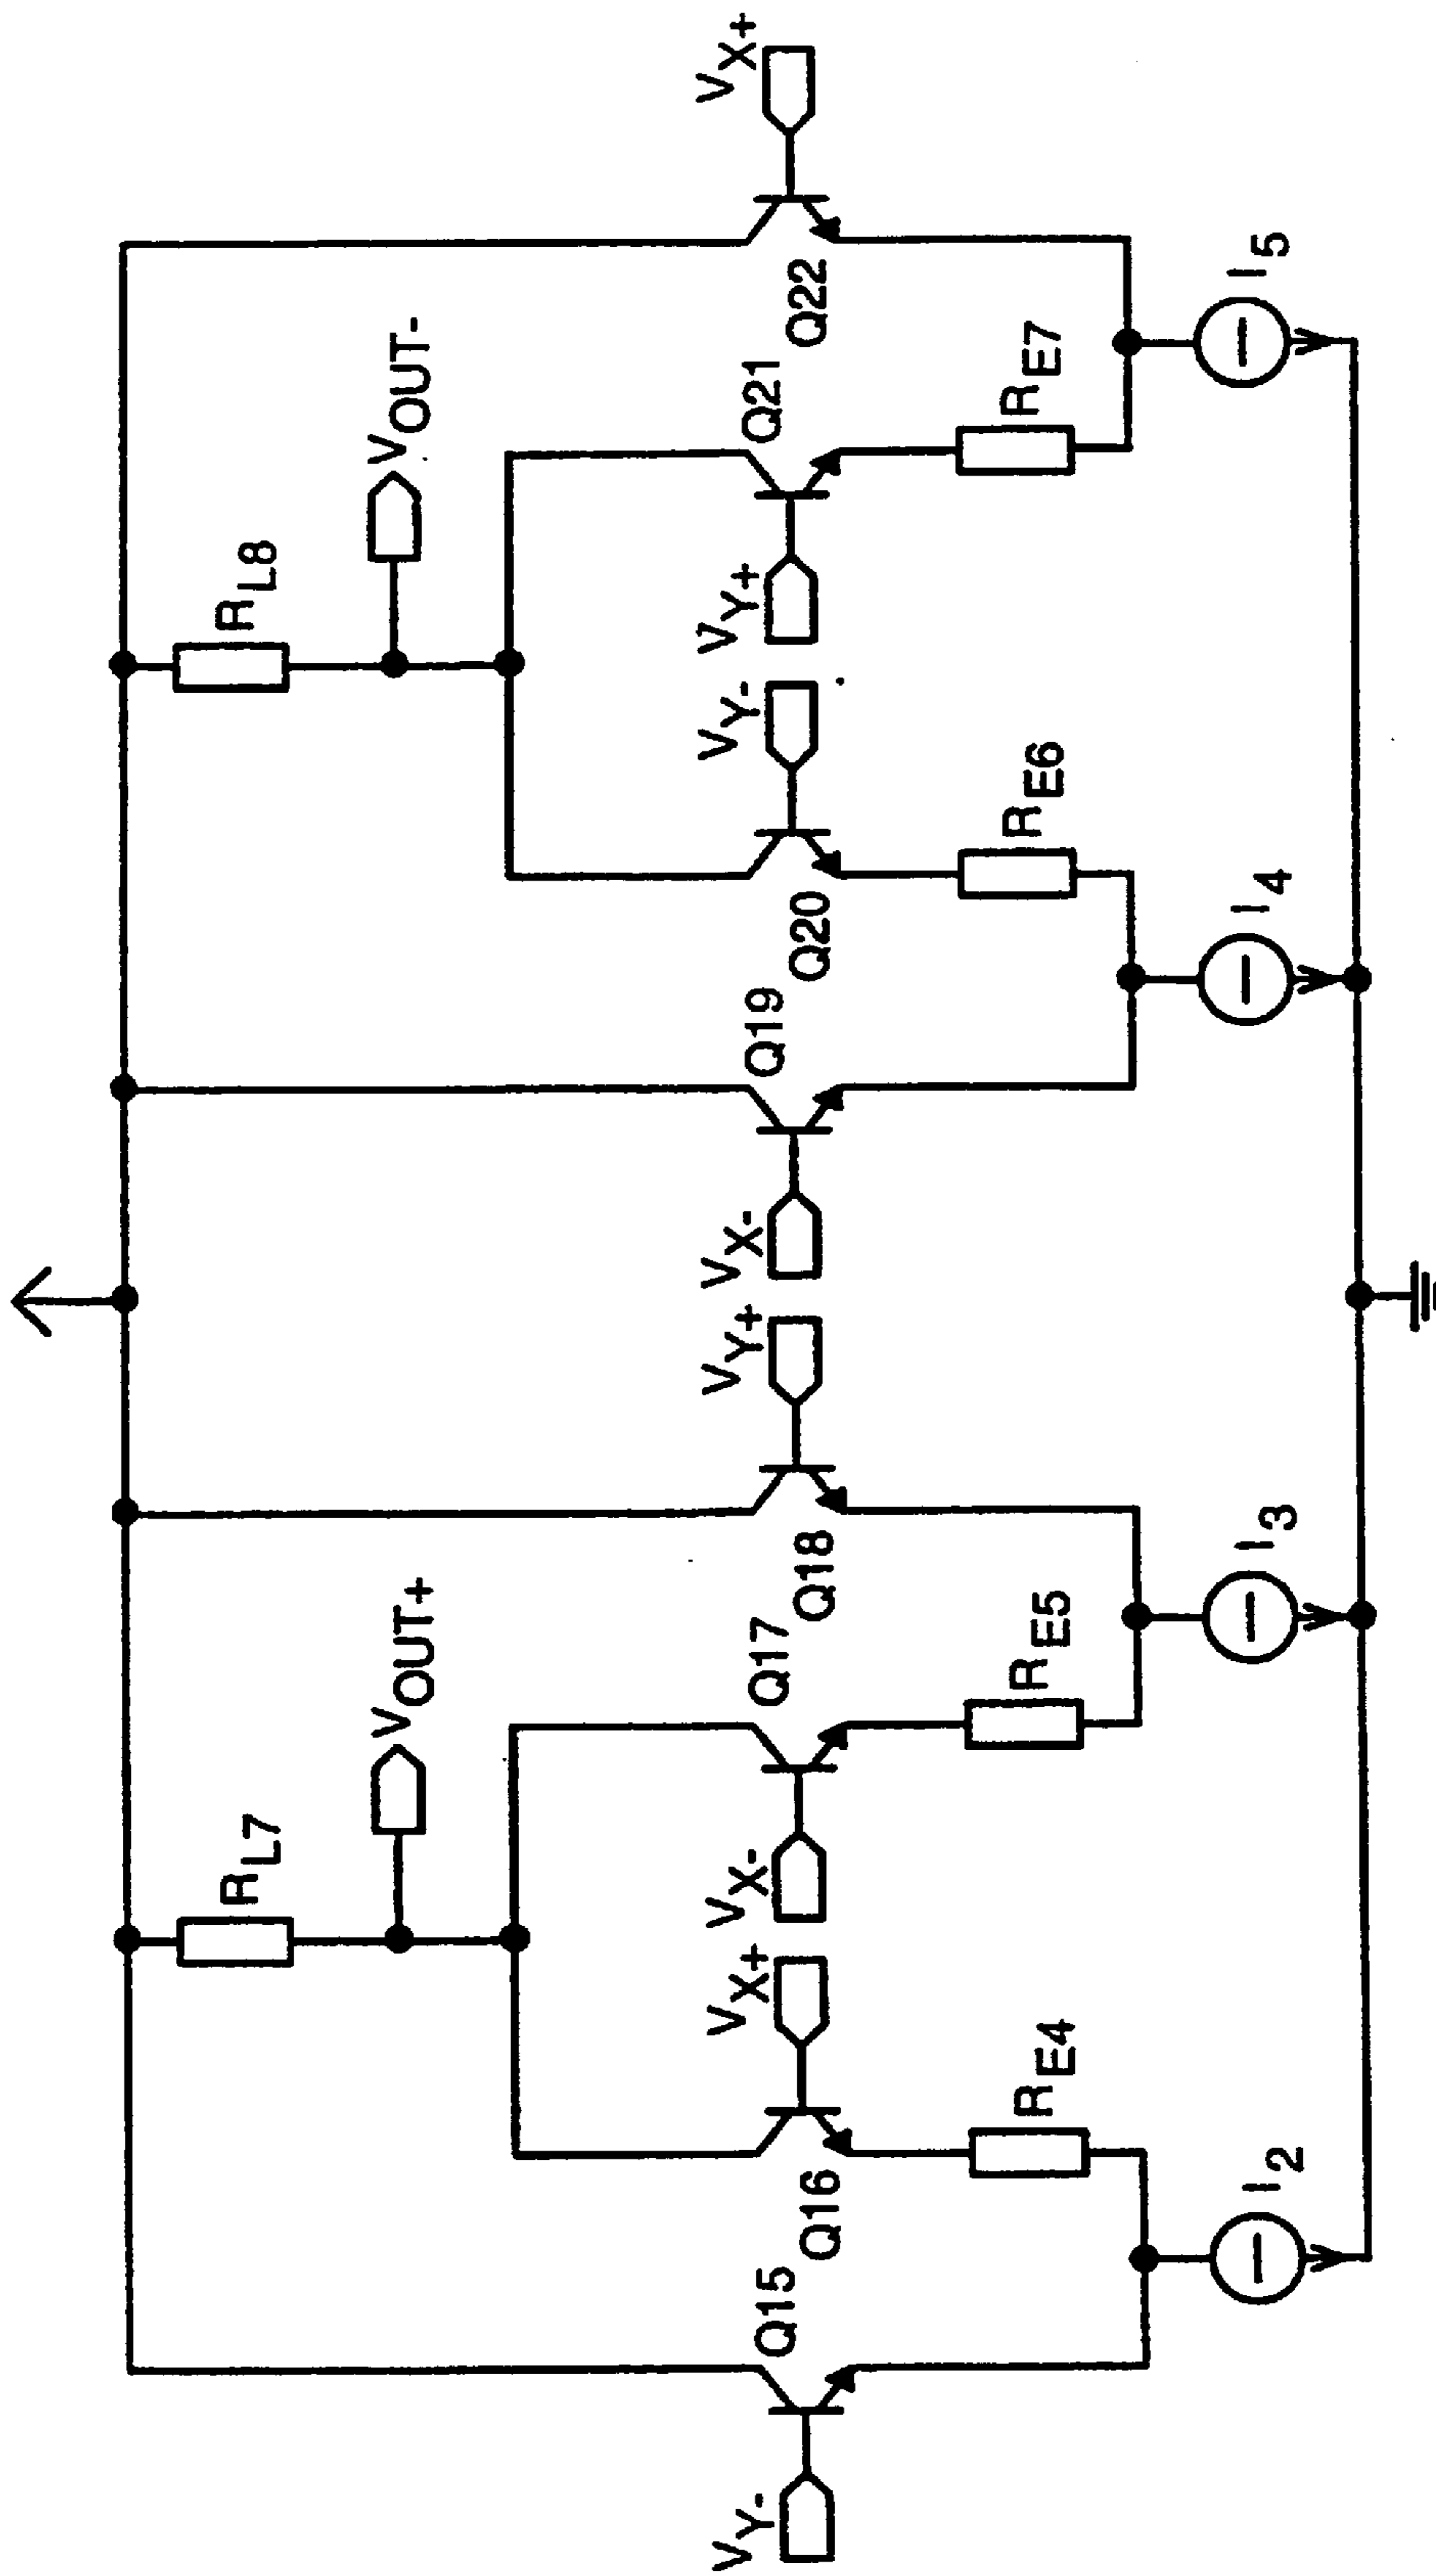 RL7
VOUT+
RL8
VOUT-
VY-
Q15
Q16
VX+
VX-
Q17
Q18
VY+
VX-
Q19
Q20
VY-
VY+
Q21
Q22
VX+
RE4
RE5
RE6
RE7
I2
I3
I4
I5